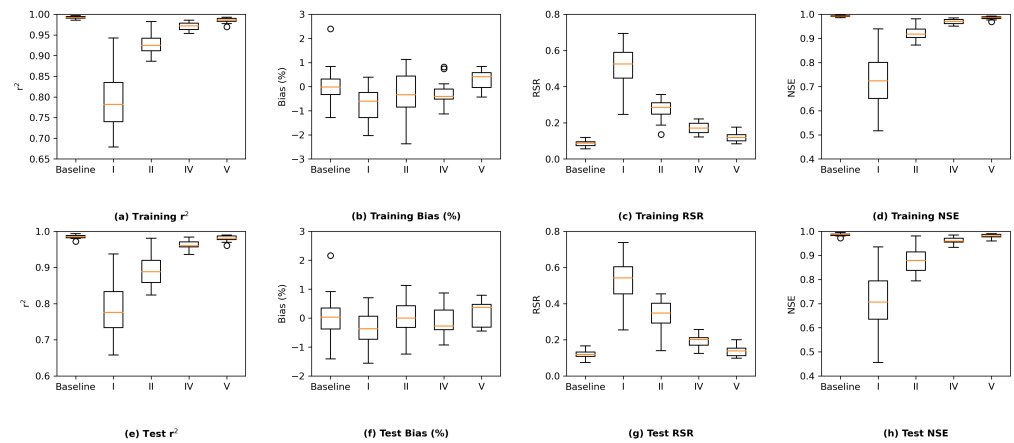 1.00
0.95
0.90
0.85
0.80
0.75
0.70
0.65
r²
Baseline I II IV V
(a) Training r²
3
2
1
0
−1
−2
−3
Bias (%)
Baseline I II IV V
(b) Training Bias (%)
0.8
0.6
0.4
0.2
0.0
RSR
Baseline I II IV V
(c) Training RSR
1.0
0.9
0.8
0.7
0.6
0.5
0.4
NSE
Baseline I II IV V
(d) Training NSE
1.0
0.9
0.8
0.7
0.6
r²
Baseline I II IV V
(e) Test r²
3
2
1
0
−1
−2
Bias (%)
Baseline I II IV V
(f) Test Bias (%)
0.8
0.6
0.4
0.2
0.0
RSR
Baseline I II IV V
(g) Test RSR
1.0
0.9
0.8
0.7
0.6
0.5
0.4
NSE
Baseline I II IV V
(h) Test NSE